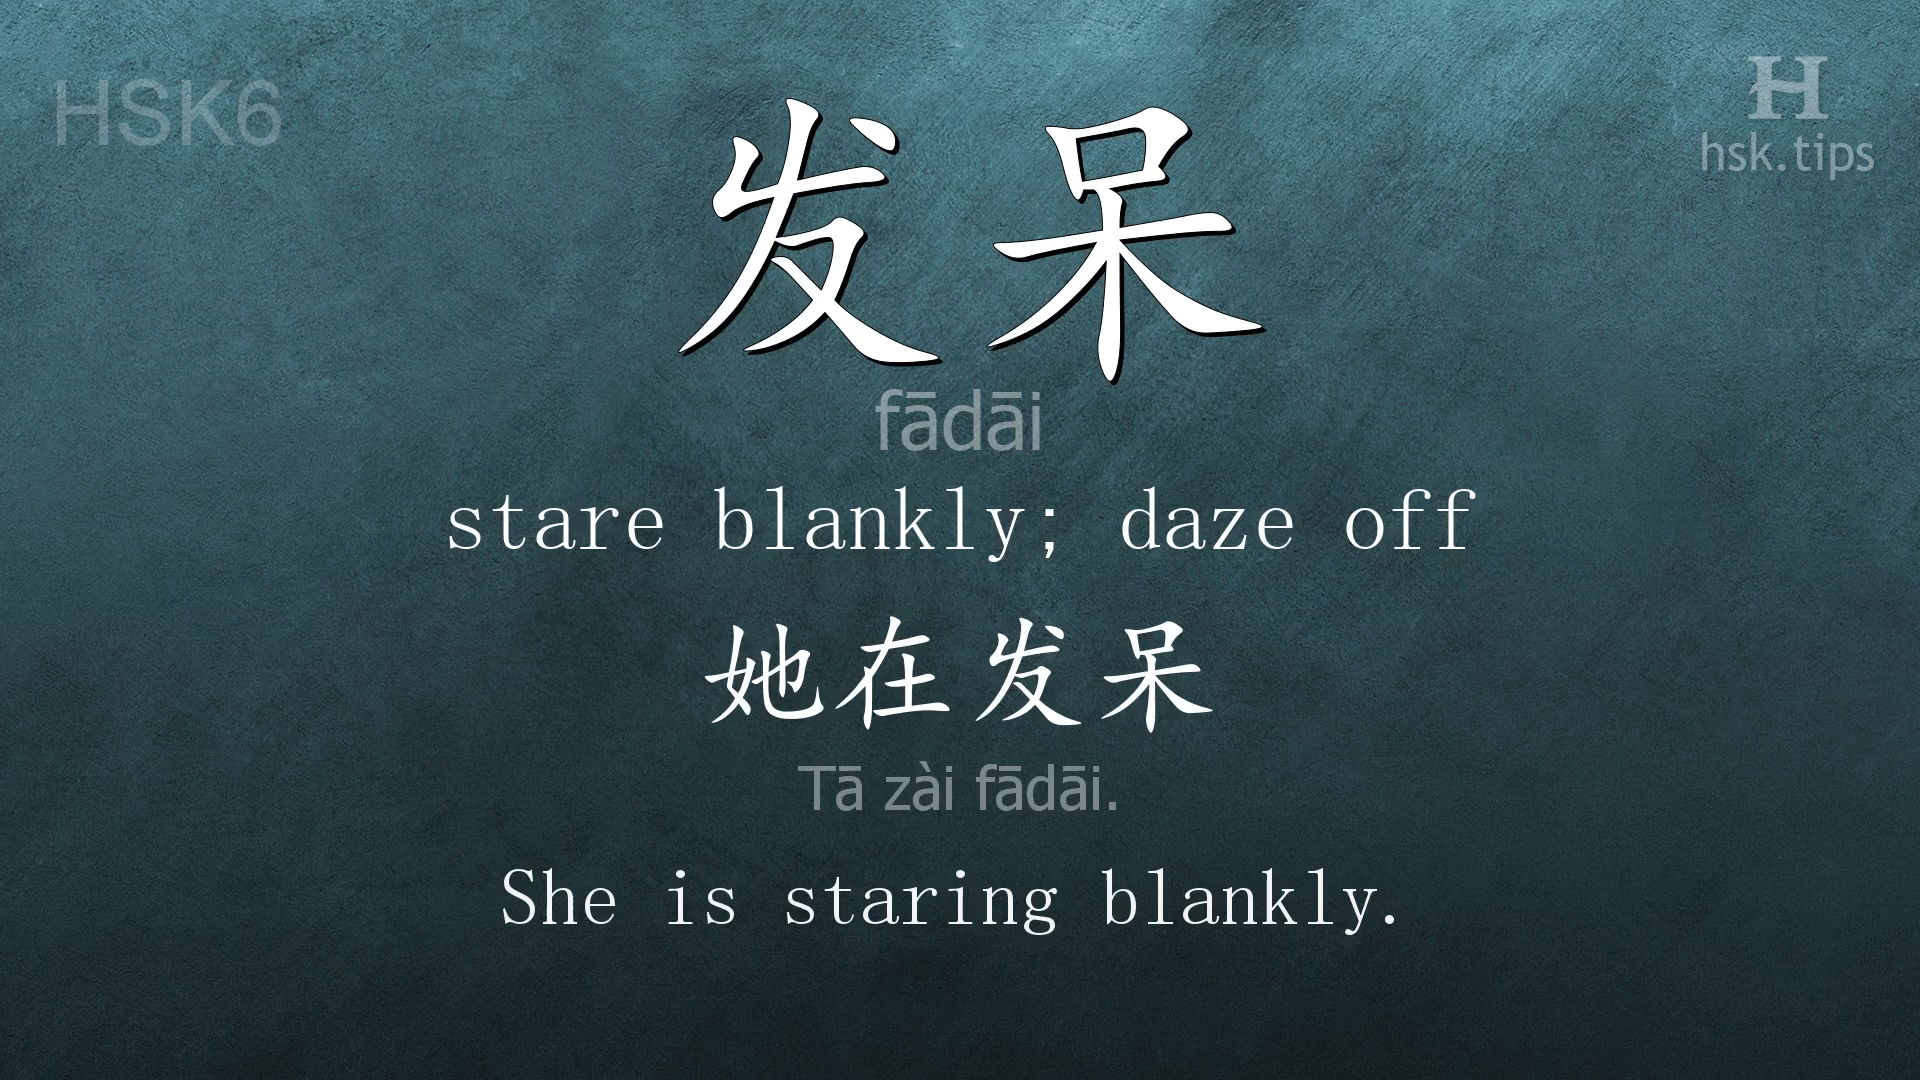 HSK6
H
hsk.tips
发呆
fādāi
stare blankly; daze off
她在发呆
Tā zài fādāi.
She is staring blankly.